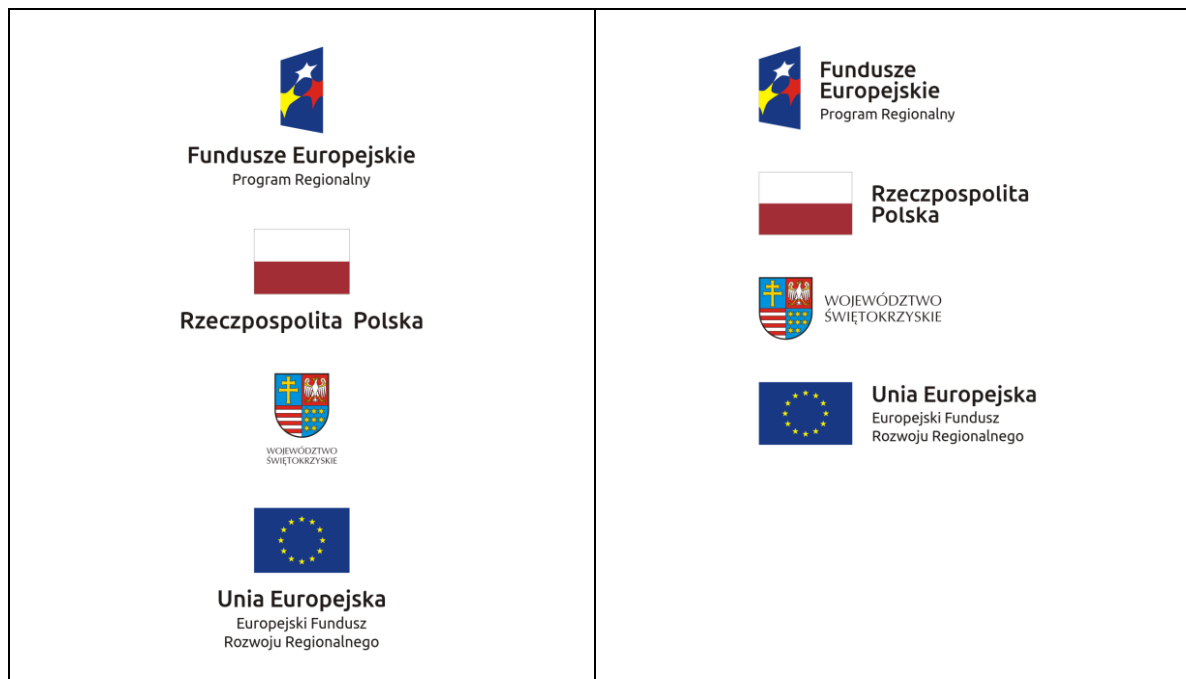 Fundusze Europejskie
Program Regionalny
Rzeczpospolita Polska
WOJEWÓDZTWO
ŚWIĘTOKRZYSKIE
Unia Europejska
Europejski Fundusz
Rozwoju Regionalnego
Fundusze
Europejskie
Program Regionalny
Rzeczpospolita
Polska
WOJEWÓDZTWO
ŚWIĘTOKRZYSKIE
Unia Europejska
Europejski Fundusz
Rozwoju Regionalnego